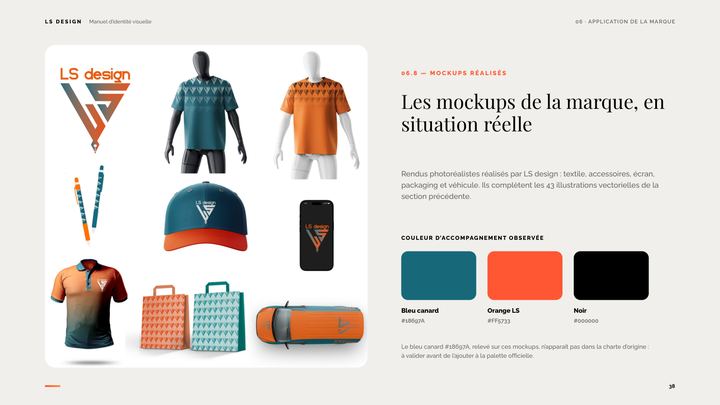 LS DESIGN Manuel d'identité visuelle
06 · APPLICATION DE LA MARQUE
LS design
LS design
LS design
06.8 — MOCKUPS RÉALISÉS
Les mockups de la marque, en
situation réelle
Rendus photoréalistes réalisés par LS design : textile, accessoires, écran,
packaging et véhicule. Ils complètent les 43 illustrations vectorielles de la
section précédente.
COULEUR D'ACCOMPAGNEMENT OBSERVÉE
Bleu canard
#18697A
Orange LS
#FF5733
Noir
#000000
Le bleu canard #18697A, relevé sur ces mockups, n'apparaît pas dans la charte d'origine :
à valider avant de l'ajouter à la palette officielle.
38